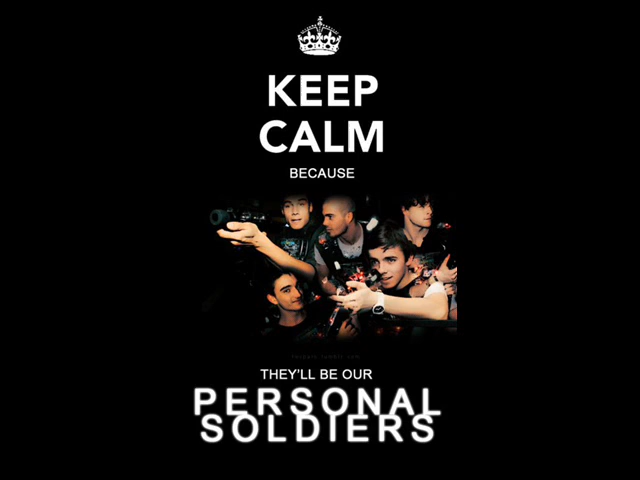 KEEP
CALM
BECAUSE
THEY'LL BE OUR
PERSONAL
SOLDIERS